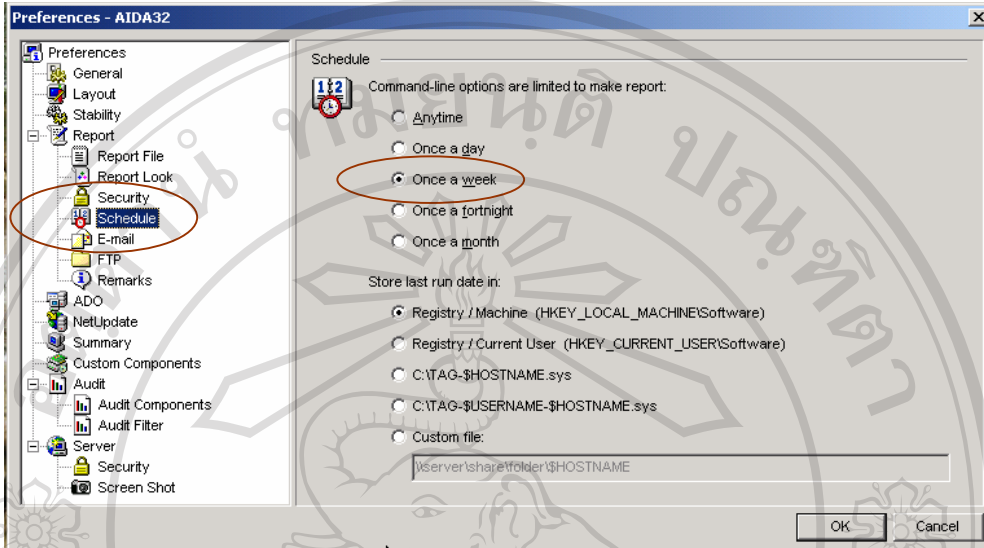 Preferences - AIDA32
Preferences
General
Layout
Stability
Report
Report File
Report Look
Security
Schedule
E-mail
FTP
Remarks
ADO
NetUpdate
Summary
Custom Components
Audit
Audit Components
Audit Filter
Server
Security
Screen Shot
Schedule
Command-line options are limited to make report:
Anytime
Once a day
Once a week
Once a fortnight
Once a month
Store last run date in:
Registry / Machine (HKEY_LOCAL_MACHINE\Software)
Registry / Current User (HKEY_CURRENT_USER\Software)
C:\TAG-$HOSTNAME.sys
C:\TAG-$USERNAME-$HOSTNAME.sys
Custom file:
\\server\share\folder\$HOSTNAME
OK
Cancel